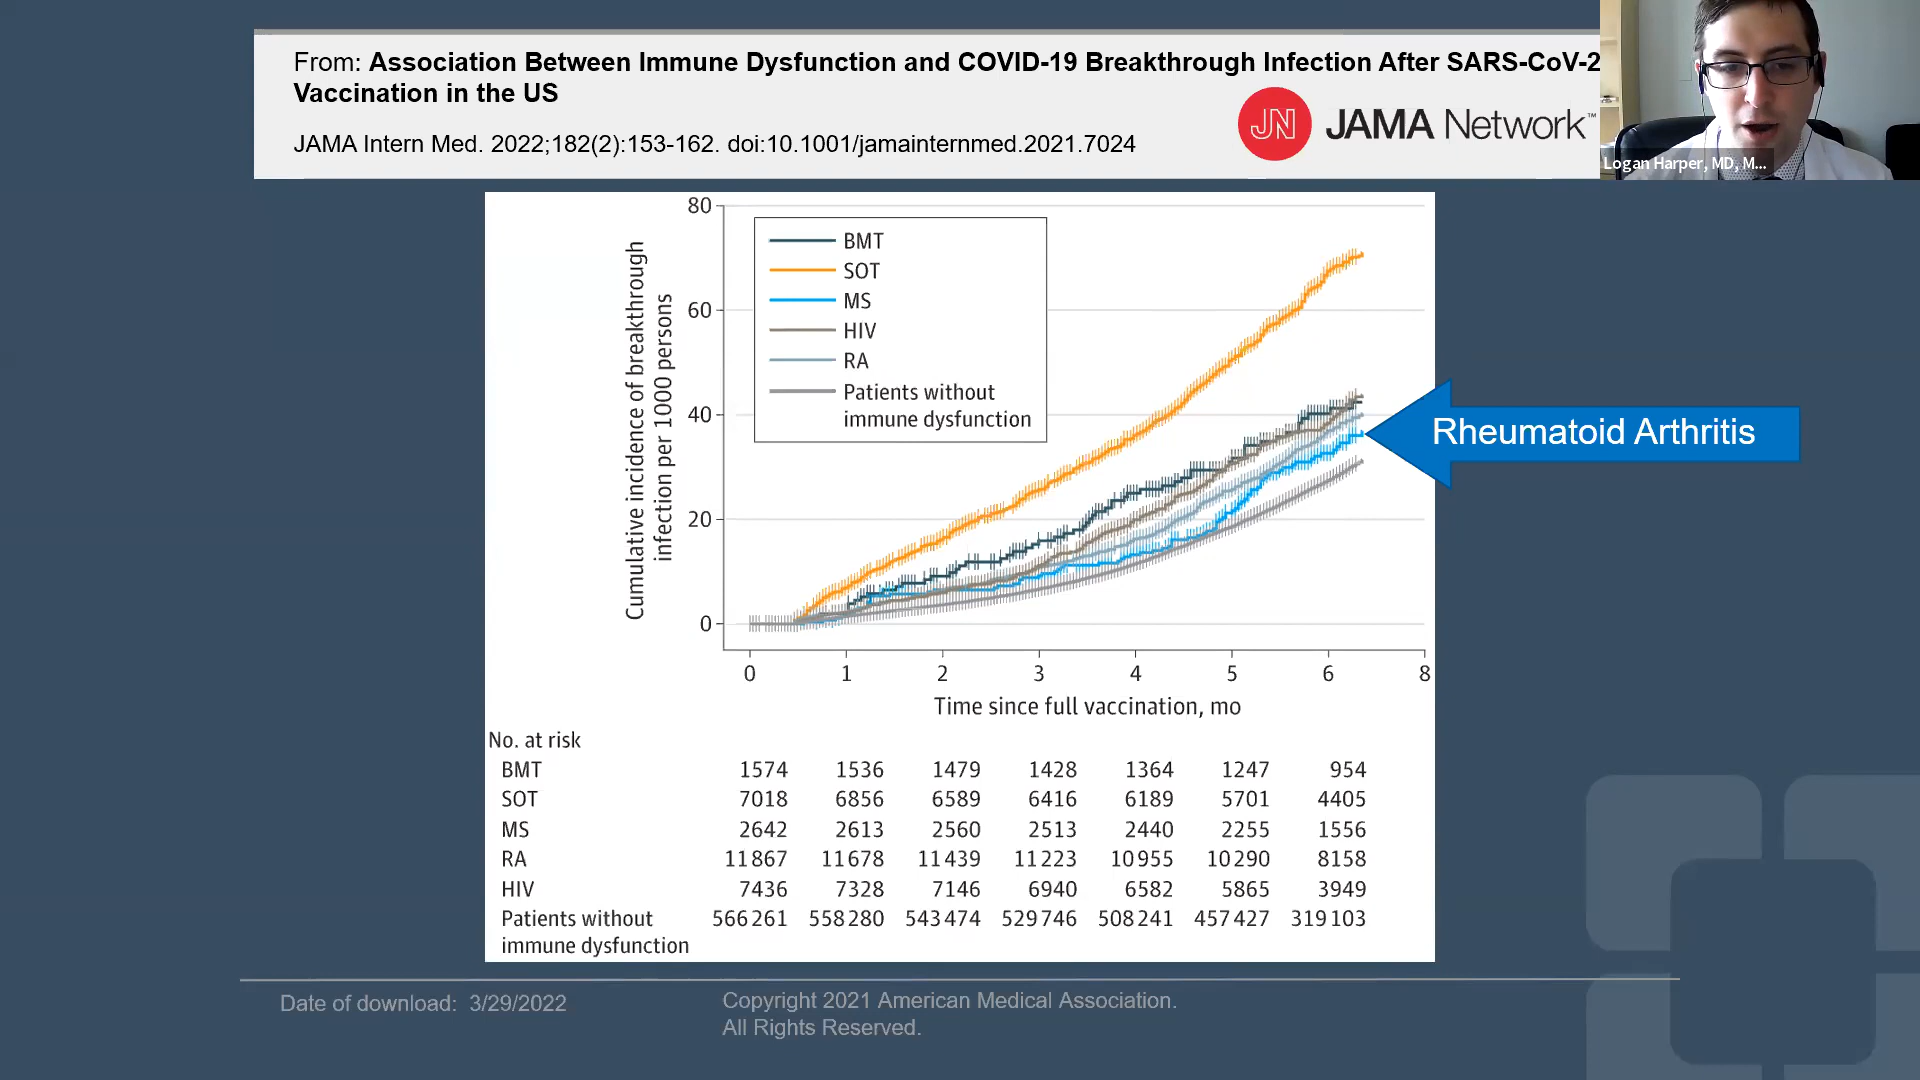 From: Association Between Immune Dysfunction and COVID-19 Breakthrough Infection After SARS-CoV-2
Vaccination in the US
JAMA Intern Med. 2022;182(2):153-162. doi:10.1001/jamainternmed.2021.7024
JN JAMA Network™
Logan Harper, MD, M...
Cumulative incidence of breakthrough
infection per 1000 persons
80
60
40
20
0
BMT
SOT
MS
HIV
RA
Patients without
immune dysfunction
Rheumatoid Arthritis
0 1 2 3 4 5 6 8
Time since full vaccination, mo
No. at risk
BMT 1574 1536 1479 1428 1364 1247 954
SOT 7018 6856 6589 6416 6189 5701 4405
MS 2642 2613 2560 2513 2440 2255 1556
RA 11867 11678 11439 11223 10955 10290 8158
HIV 7436 7328 7146 6940 6582 5865 3949
Patients without 566261 558280 543474 529746 508241 457427 319103
immune dysfunction
Date of download: 3/29/2022
Copyright 2021 American Medical Association.
All Rights Reserved.